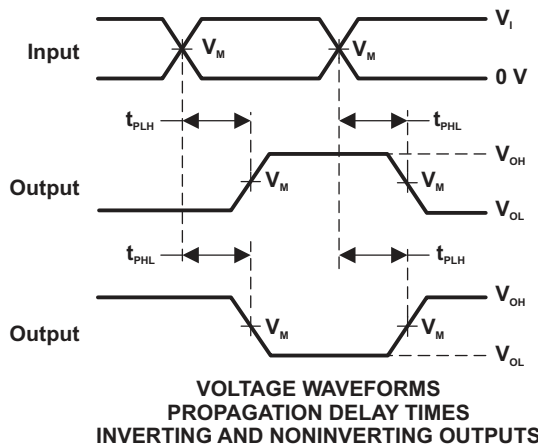 Input
V_M
V_M
V_I
0 V
t_PLH
t_PHL
Output
V_M
V_M
V_OH
V_OL
t_PHL
t_PLH
Output
V_M
V_M
V_OH
V_OL
VOLTAGE WAVEFORMS
PROPAGATION DELAY TIMES
INVERTING AND NONINVERTING OUTPUTS